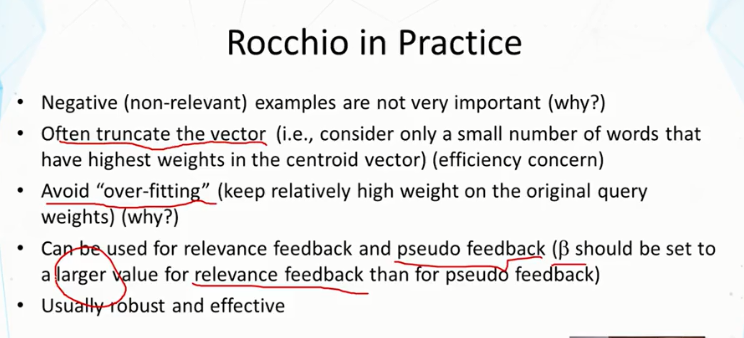 Rocchio in Practice
• Negative (non-relevant) examples are not very important (why?)
• Often truncate the vector (i.e., consider only a small number of words that
have highest weights in the centroid vector) (efficiency concern)
• Avoid "over-fitting" (keep relatively high weight on the original query
weights) (why?)
• Can be used for relevance feedback and pseudo feedback (β should be set to
a larger value for relevance feedback than for pseudo feedback)
• Usually robust and effective